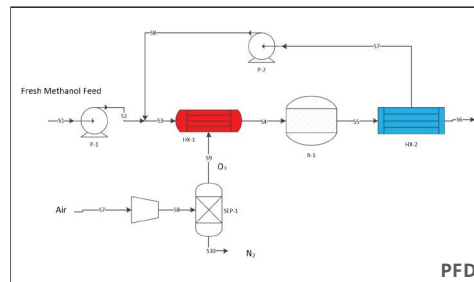 S8
S7
P-2
Fresh Methanol Feed
S1
S2
S3
S4
S5
S6
P-1
HX-1
R-1
HX-2
S9
O₂
Air
S7
S8
SEP-1
S10
N₂
PFD